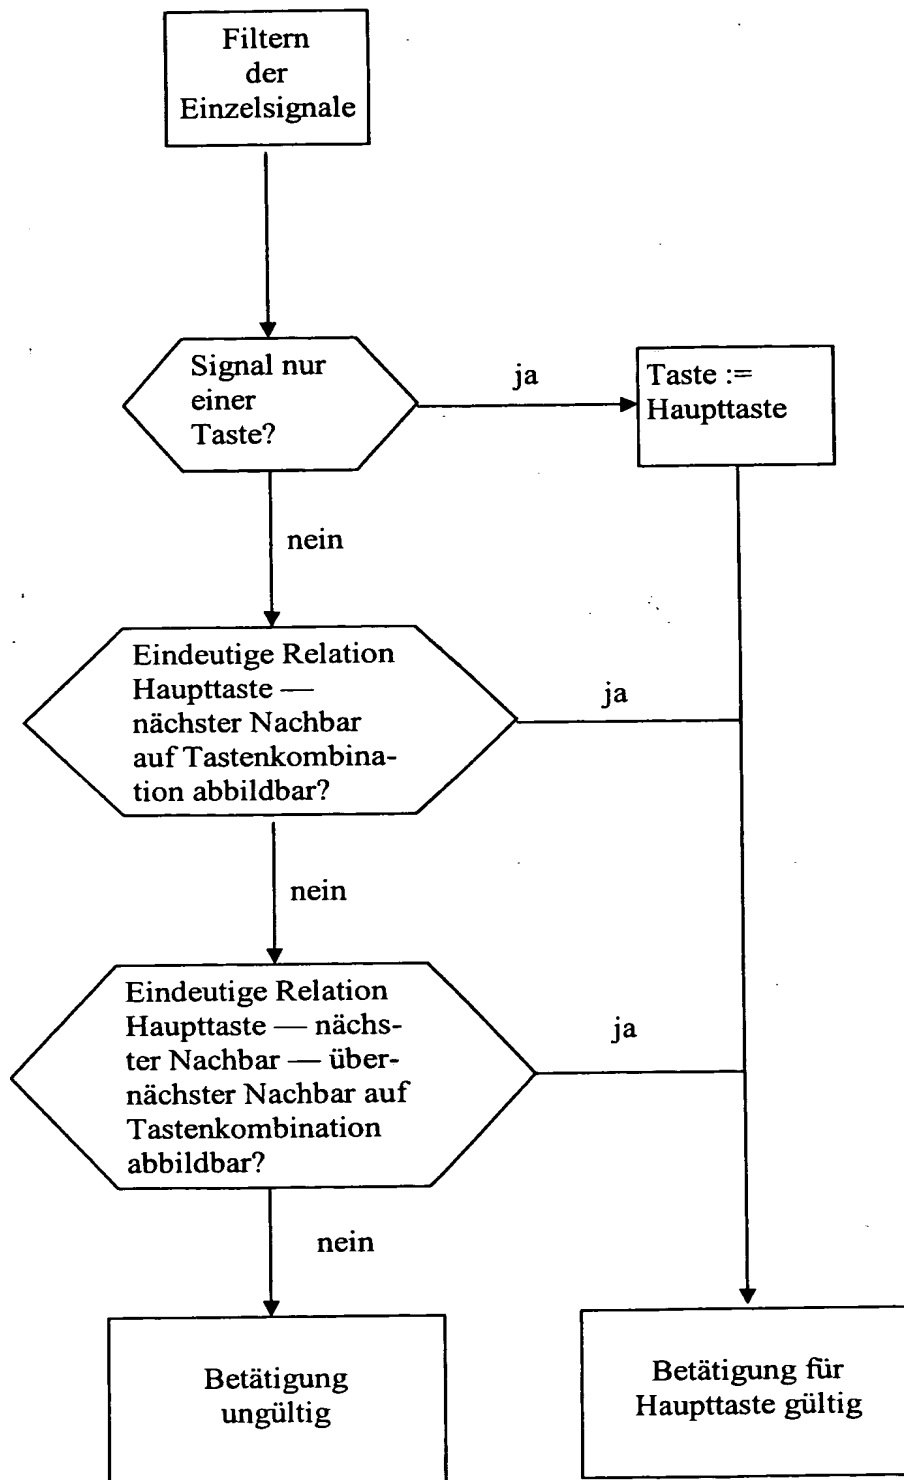 Filtern
der
Einzelsignale
Signal nur
einer
Taste?
ja
Taste :=
Haupttaste
nein
Eindeutige Relation
Haupttaste —
nächster Nachbar
auf Tastenkombina-
tion abbildbar?
ja
nein
Eindeutige Relation
Haupttaste — nächs-
ter Nachbar — über-
nächster Nachbar auf
Tastenkombination
abbildbar?
ja
nein
Betätigung
ungültig
Betätigung für
Haupttaste gültig